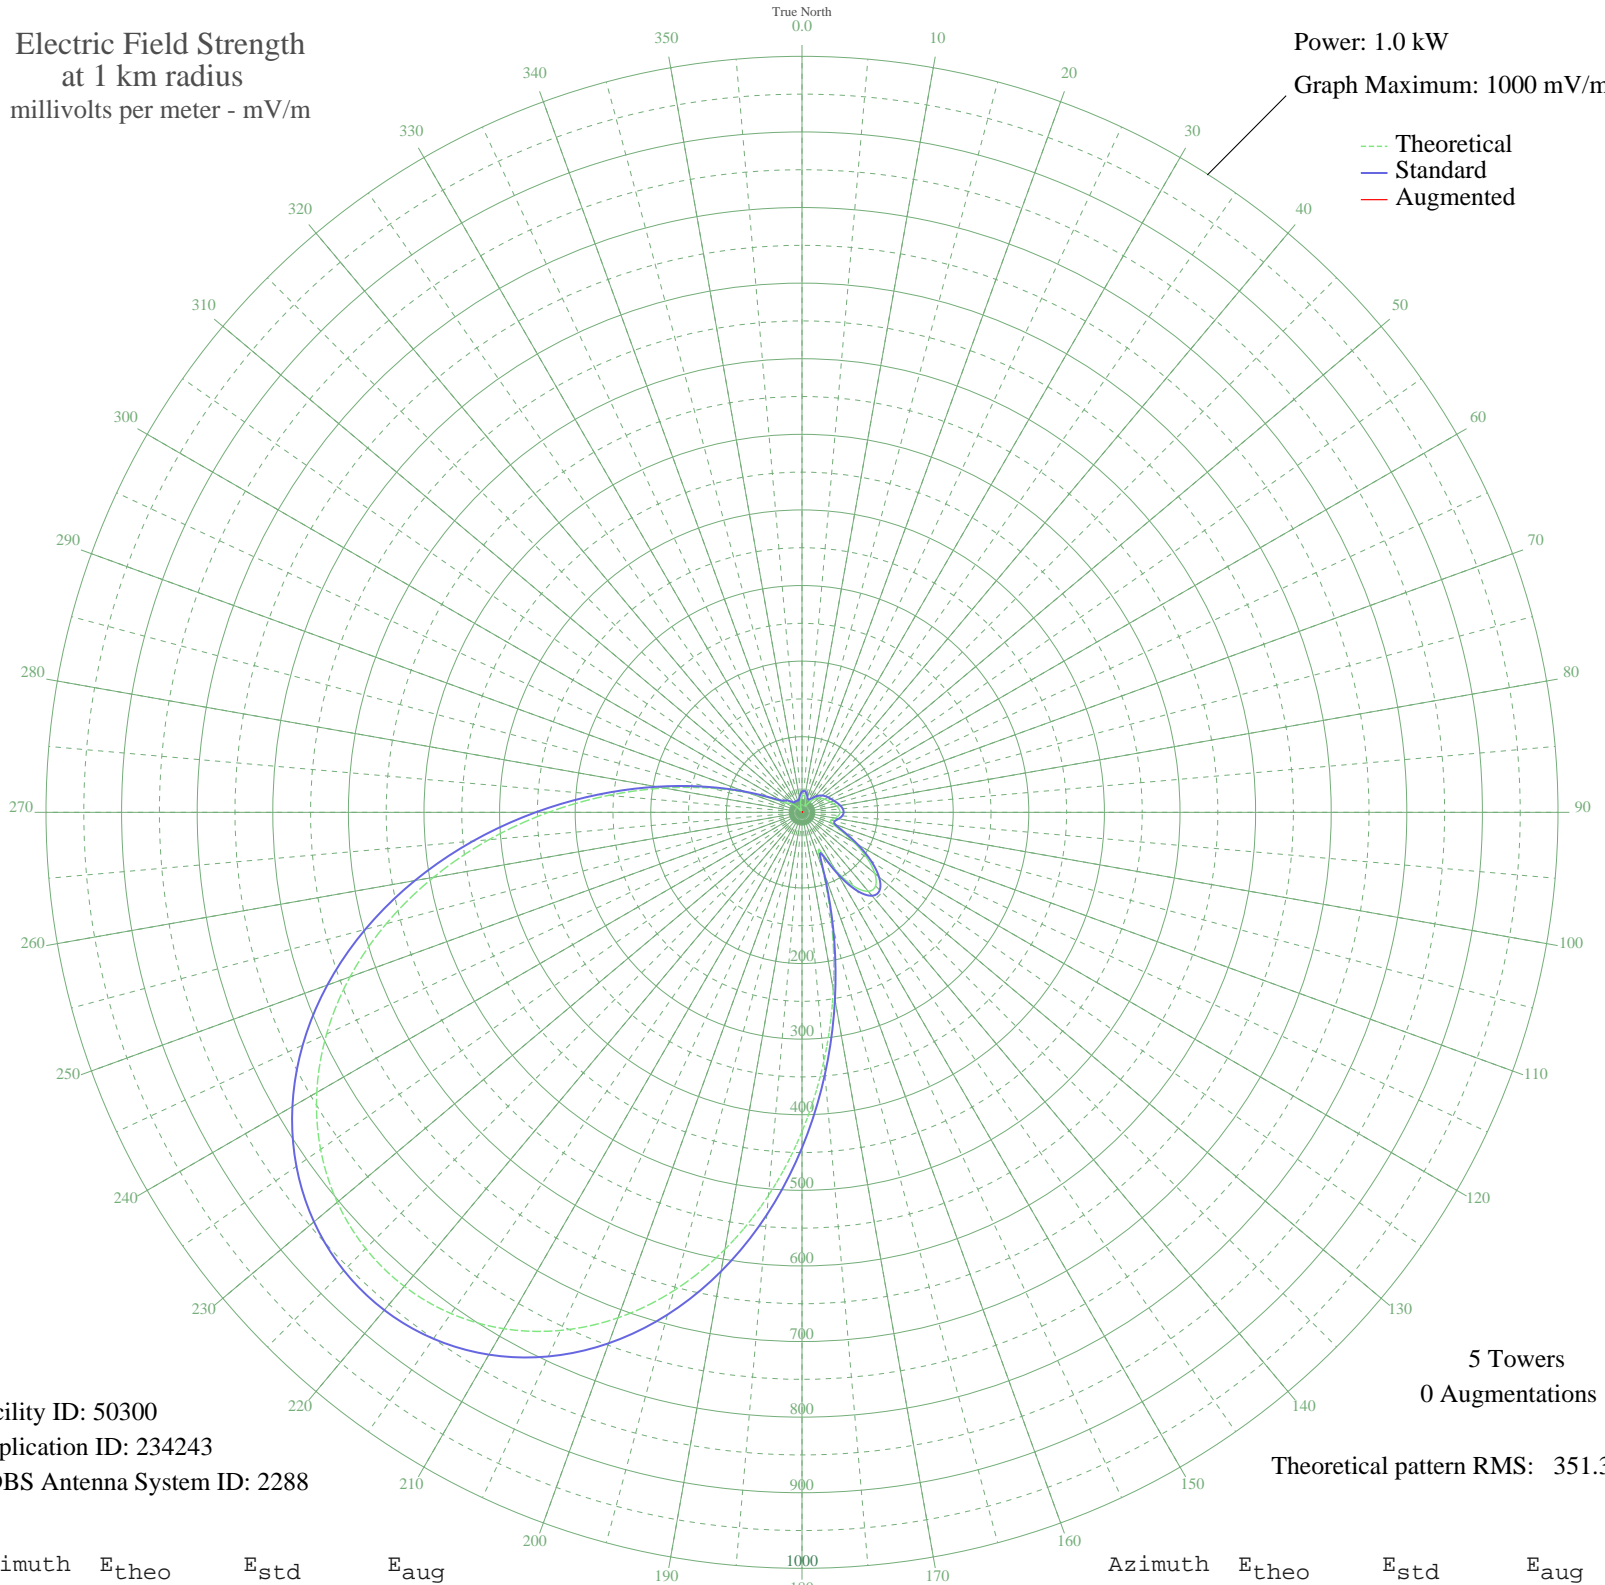 True North
0.0
Electric Field Strength
at 1 km radius
millivolts per meter - mV/m
Power: 1.0 kW
Graph Maximum: 1000 mV/m
Theoretical
Standard
Augmented
350
10
340
20
330
30
320
40
310
50
300
60
290
70
280
80
270
90
260
100
250
110
240
120
230
130
220
140
210
150
200
160
190
170
200
300
400
500
600
700
800
900
1000
5 Towers
0 Augmentations
Theoretical pattern RMS: 351.3
cility ID: 50300
plication ID: 234243
DBS Antenna System ID: 2288
imuth Etheo Estd Eaug
Azimuth Etheo Estd Eaug